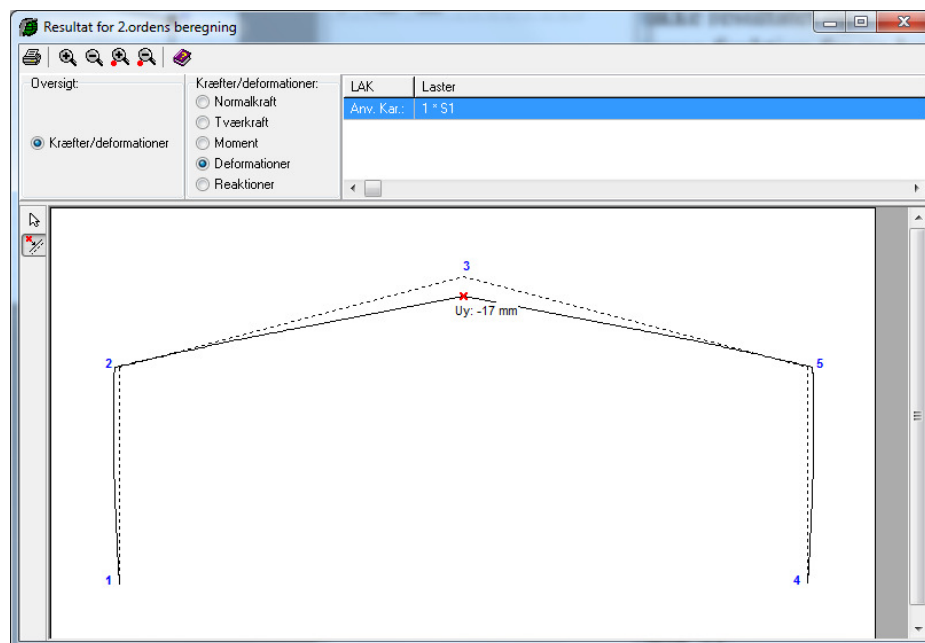 Resultat for 2.ordens beregning
Oversigt:
Kræfter/deformationer
Kræfter/deformationer:
Normalkraft
Tværkraft
Moment
Deformationer
Reaktioner
LAK Laster
Anv. Kar.: 1 * S1
3
Uy: -17 mm
2
5
1
4